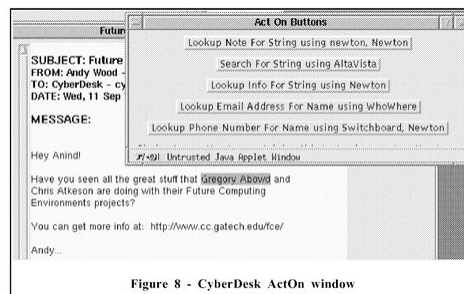 Future
Act On Buttons
Lookup Note For String using newton, Newton
Search For String using AltaVista
Lookup Info For String using Newton
Lookup Email Address For Name using WhoWhere
Lookup Phone Number For Name using Switchboard, Newton
Untrusted Java Applet Window
SUBJECT: Future
FROM: Andy Wood -
TO: CyberDesk - cy
DATE: Wed, 11 Sep
MESSAGE:
Hey Anind!
Have you seen all the great stuff that Gregory Abowd and
Chris Atkeson are doing with their Future Computing
Environments projects?
You can get more info at: http://www.cc.gatech.edu/fce/
Andy...
Figure 8 - CyberDesk ActOn window